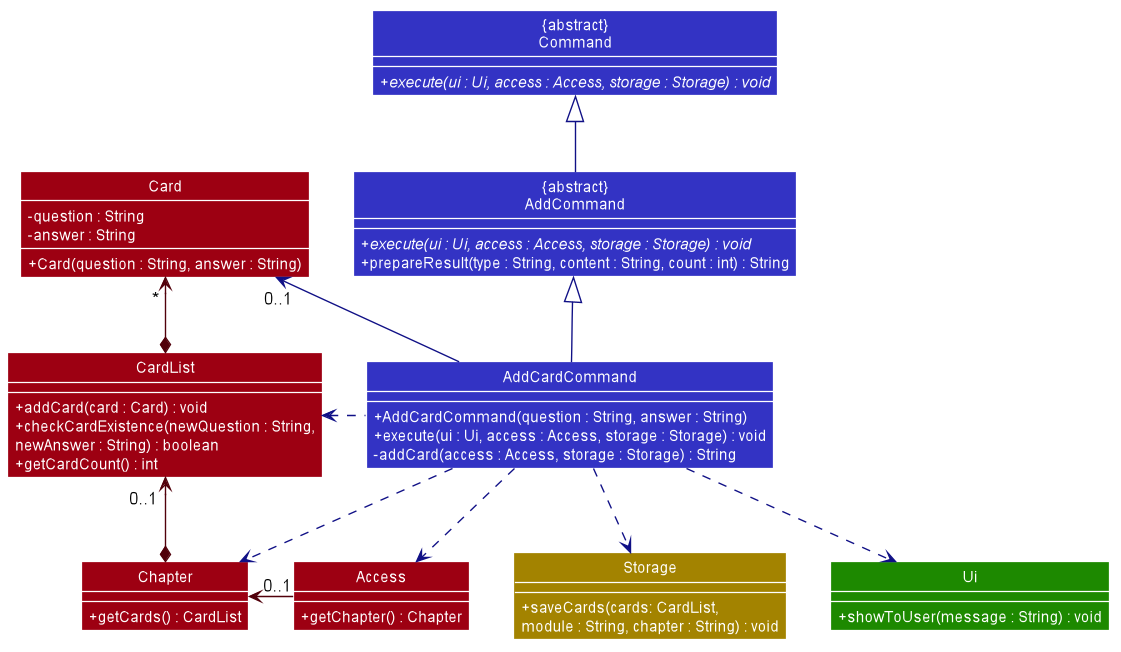 {abstract}
Command
+execute(ui : Ui, access : Access, storage : Storage) : void
Card
-question : String
-answer : String
+Card(question : String, answer : String)
{abstract}
AddCommand
+execute(ui : Ui, access : Access, storage : Storage) : void
+prepareResult(type : String, content : String, count : int) : String
*
0..1
CardList
+addCard(card : Card) : void
+checkCardExistence(newQuestion : String,
newAnswer : String) : boolean
+getCardCount() : int
AddCardCommand
+AddCardCommand(question : String, answer : String)
+execute(ui : Ui, access : Access, storage : Storage) : void
-addCard(access : Access, storage : Storage) : String
0..1
Chapter
+getCards() : CardList
0..1
Access
+getChapter() : Chapter
Storage
+saveCards(cards: CardList,
module : String, chapter : String) : void
Ui
+showToUser(message : String) : void